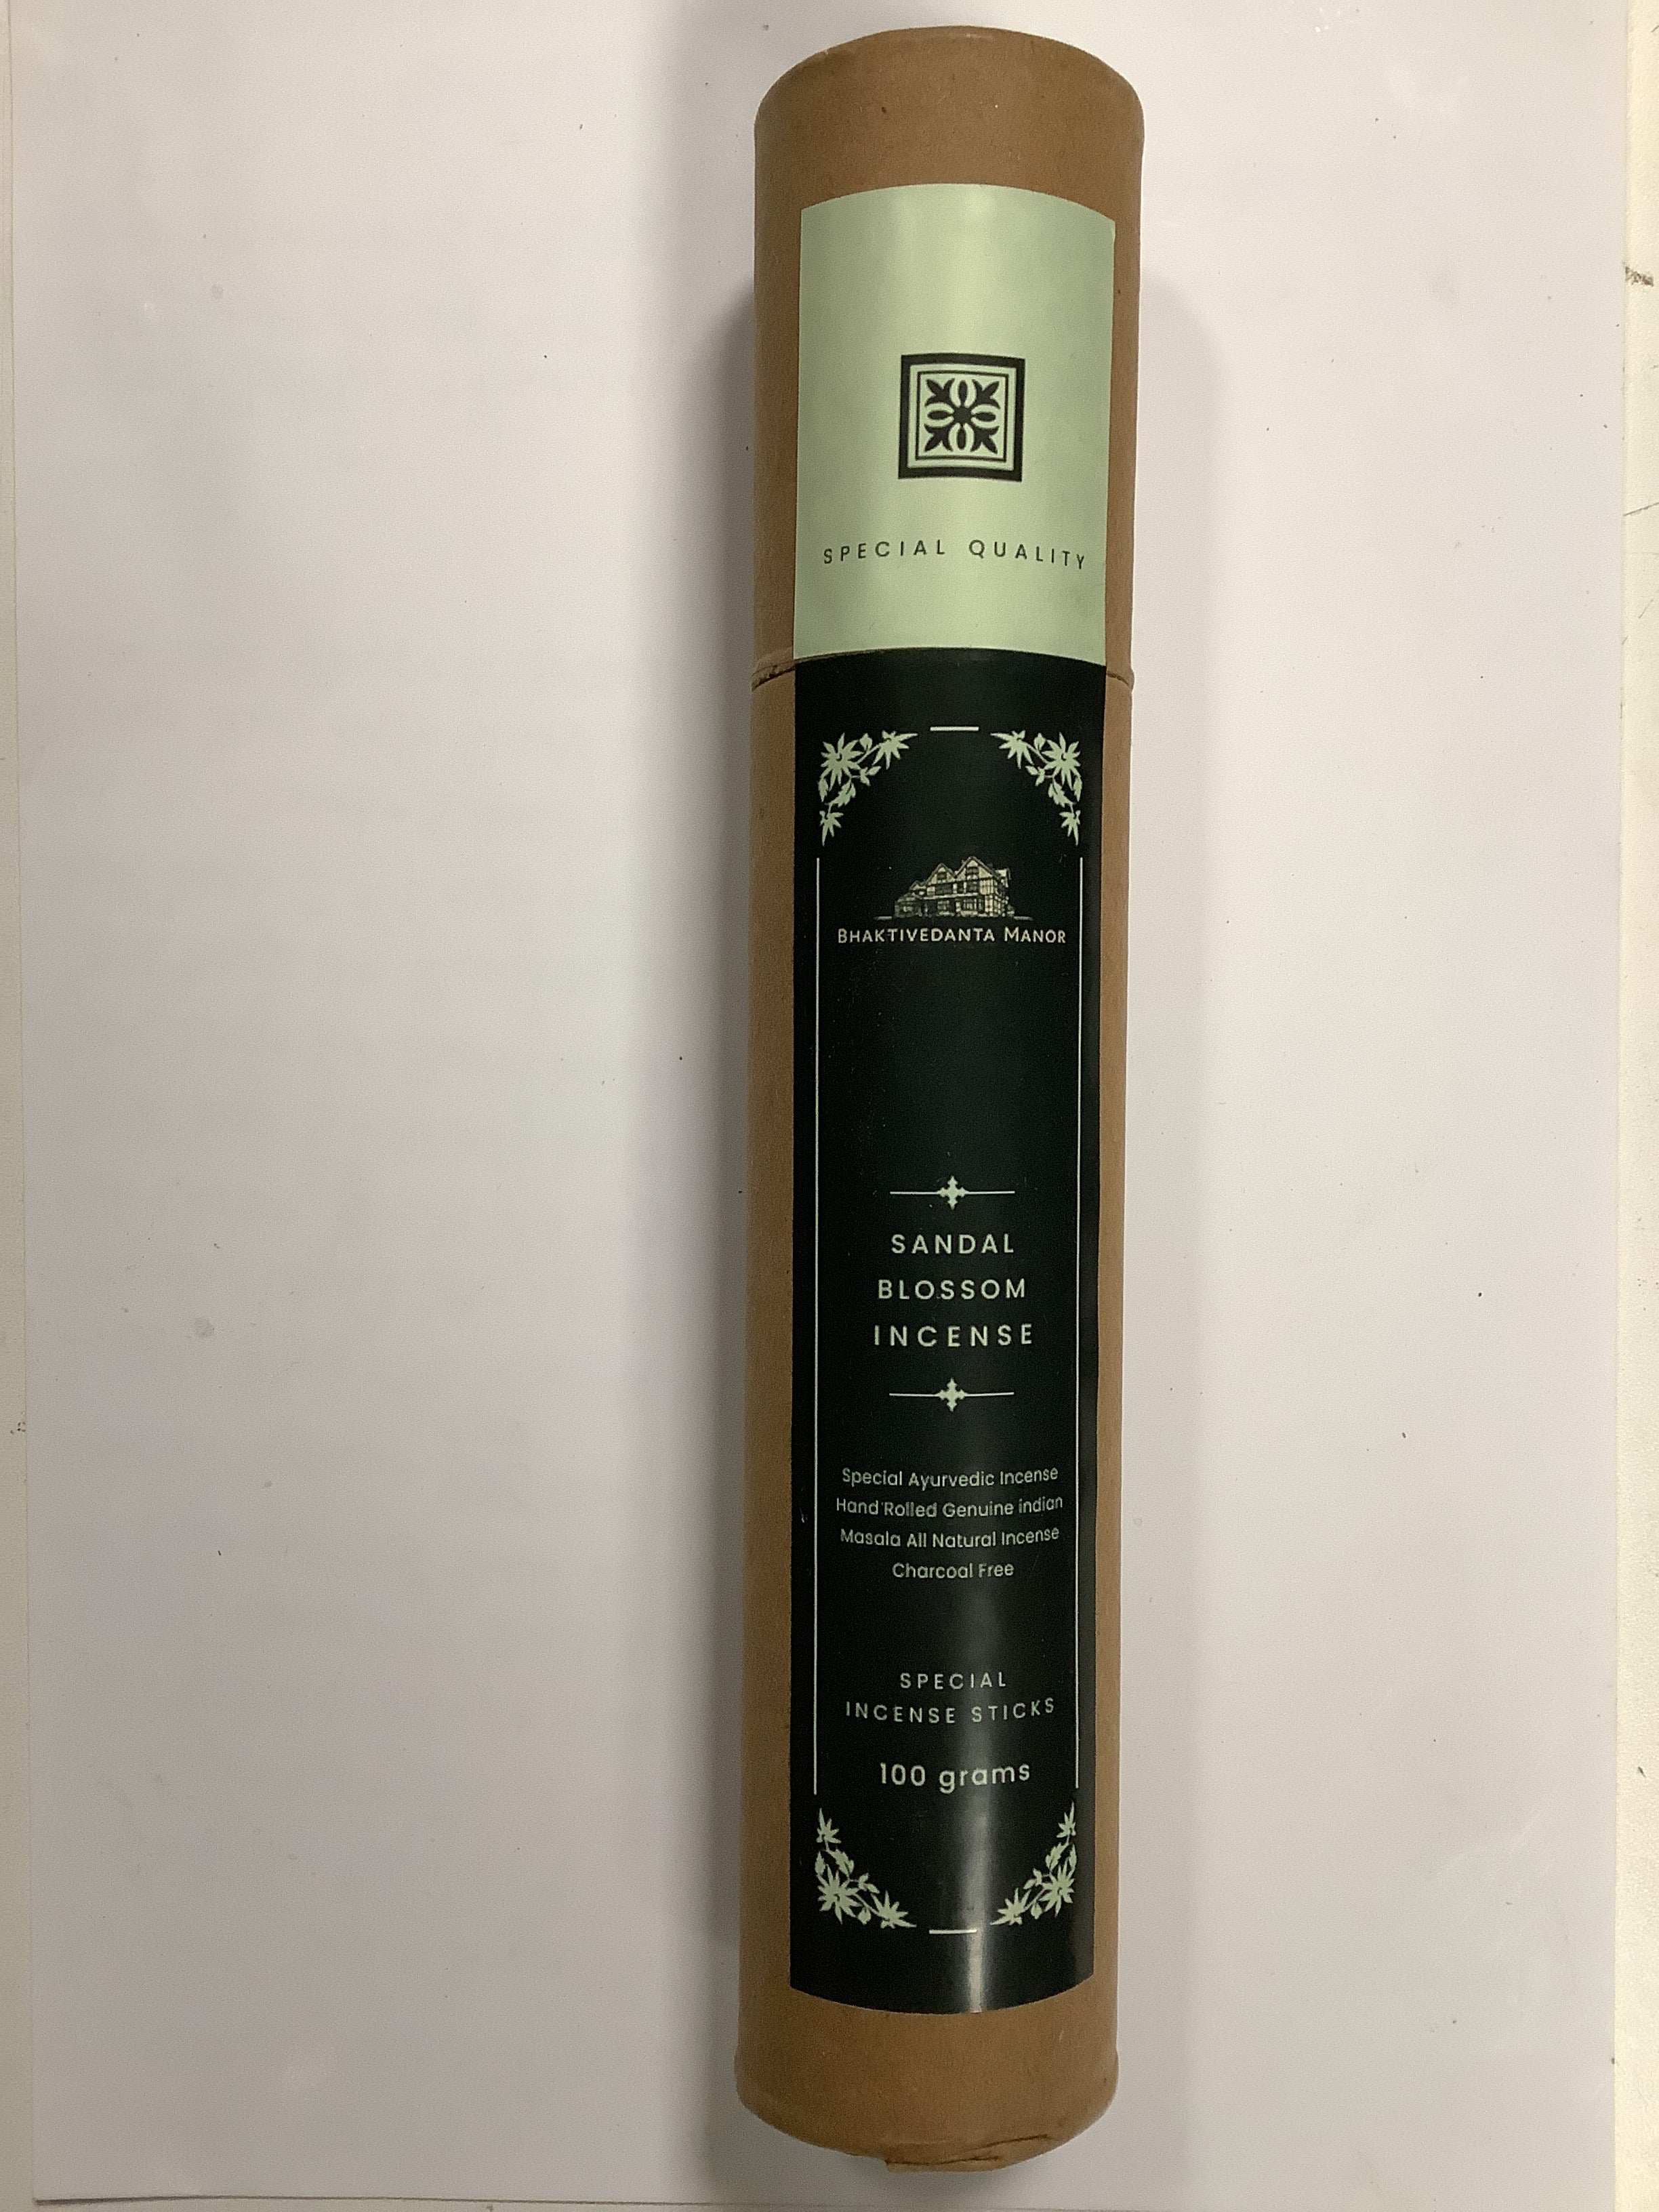 SPECIAL QUALITY
BHAKTIVEDANTA MANOR
SANDAL
BLOSSOM
INCENSE
Special Ayurvedic Incense
Hand Rolled Genuine indian
Masala All Natural Incense
Charcoal Free
SPECIAL
INCENSE STICKS
100 grams